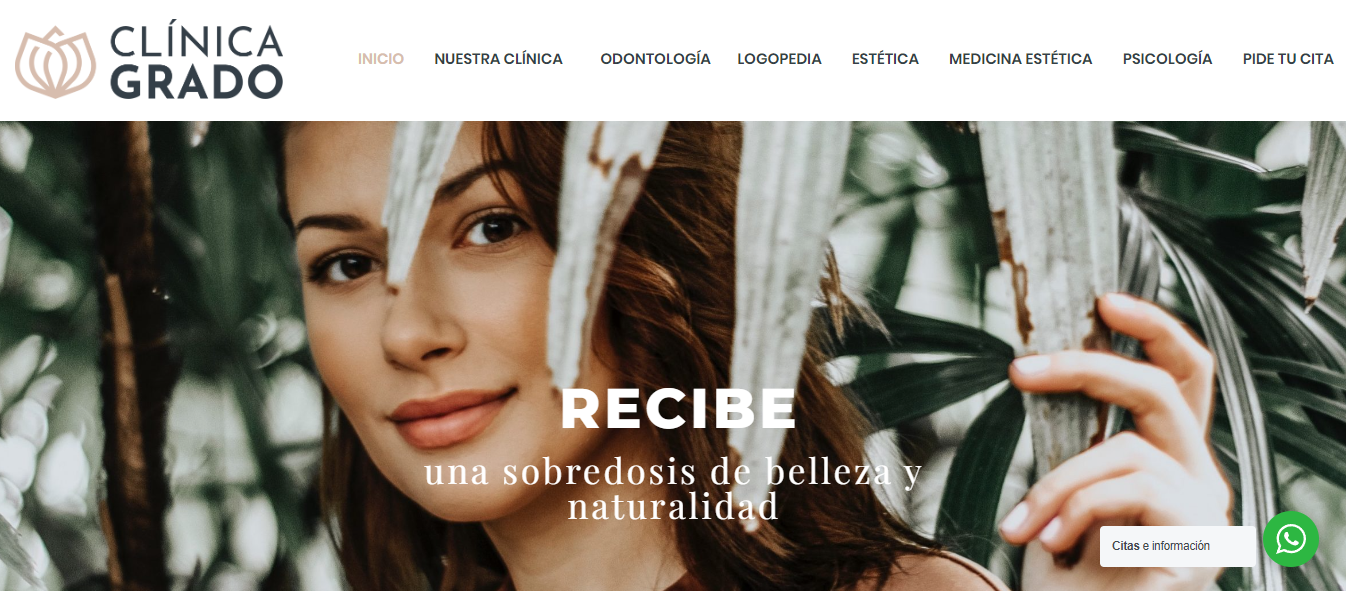 CLÍNICA
GRADO
INICIO NUESTRA CLÍNICA ODONTOLOGÍA LOGOPEDIA ESTÉTICA MEDICINA ESTÉTICA PSICOLOGÍA PIDE TU CITA
RECIBE
una sobredosis de belleza y
naturalidad
Citas e información